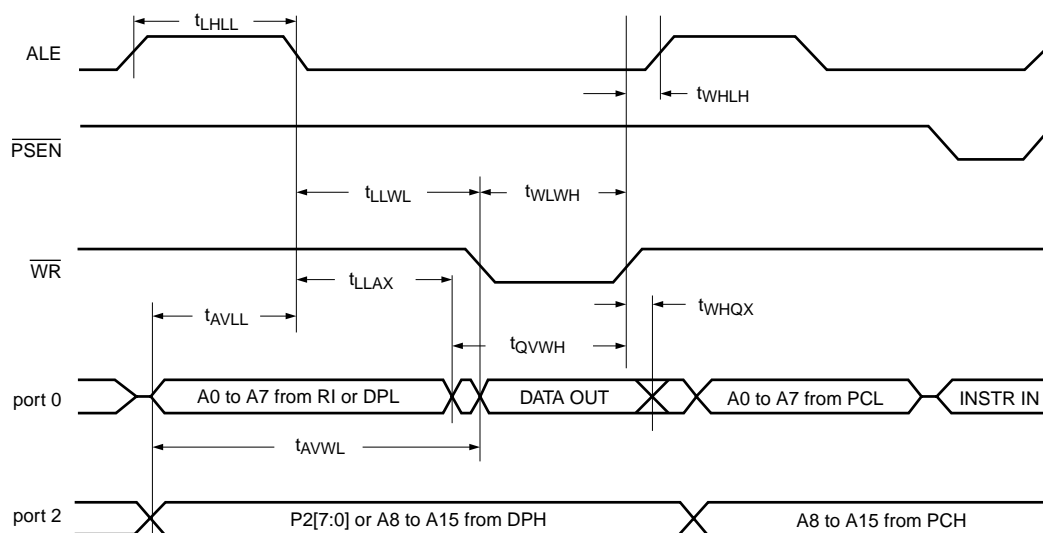 tLHLL
ALE
tWHLH
PSEN
tLLWL
tWLWH
WR
tLLAX
tWHQX
tAVLL
tQVWH
port 0
A0 to A7 from RI or DPL
DATA OUT
A0 to A7 from PCL
INSTR IN
tAVWL
port 2
P2[7:0] or A8 to A15 from DPH
A8 to A15 from PCH